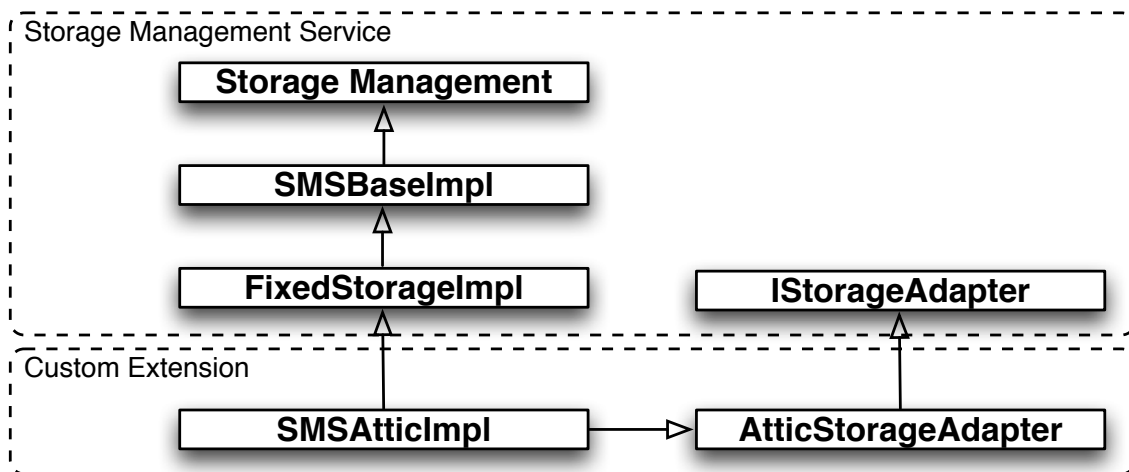 Storage Management Service
Storage Management
SMSBaseImpl
FixedStorageImpl
IStorageAdapter
Custom Extension
SMSAtticImpl
AtticStorageAdapter